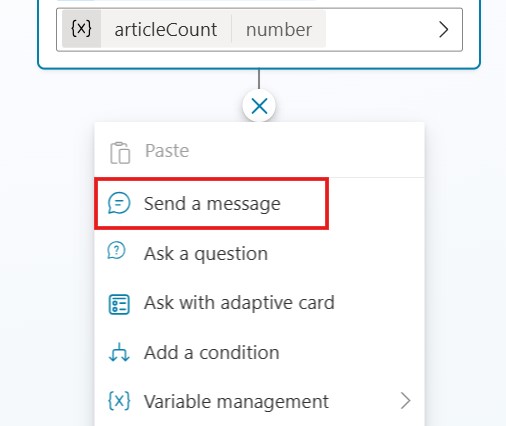 {x} articleCount number
Paste
Send a message
Ask a question
Ask with adaptive card
Add a condition
{x} Variable management